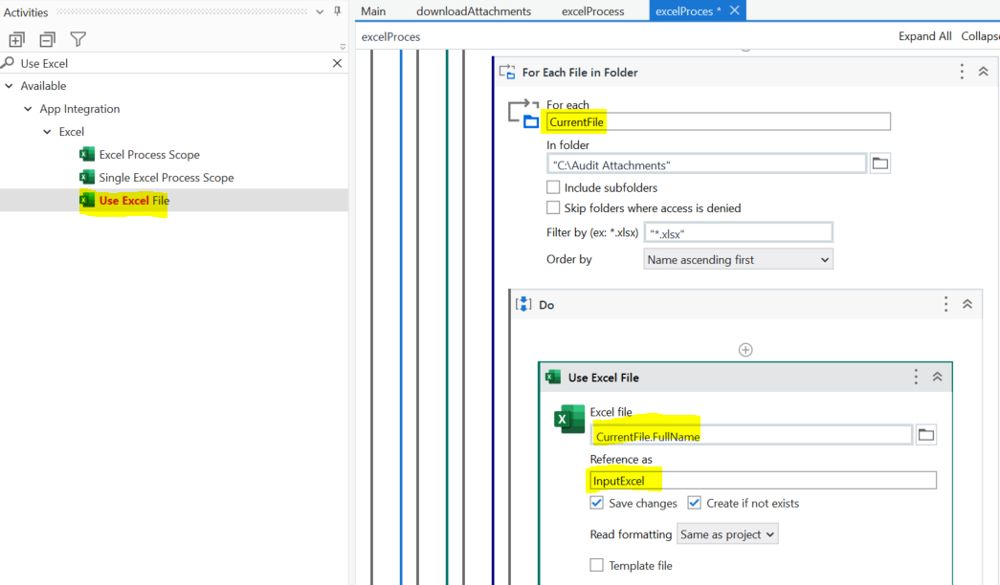 Activities
Use Excel
Available
App Integration
Excel
Excel Process Scope
Single Excel Process Scope
Use Excel File
Main downloadAttachments excelProcess excelProces *
excelProces Expand All Collaps
For Each File in Folder
For each
CurrentFile
In folder
"C:\Audit Attachments"
Include subfolders
Skip folders where access is denied
Filter by (ex: *.xlsx) "*.xlsx"
Order by Name ascending first
Do
Use Excel File
Excel file
CurrentFile.FullName
Reference as
InputExcel
Save changes Create if not exists
Read formatting Same as project
Template file